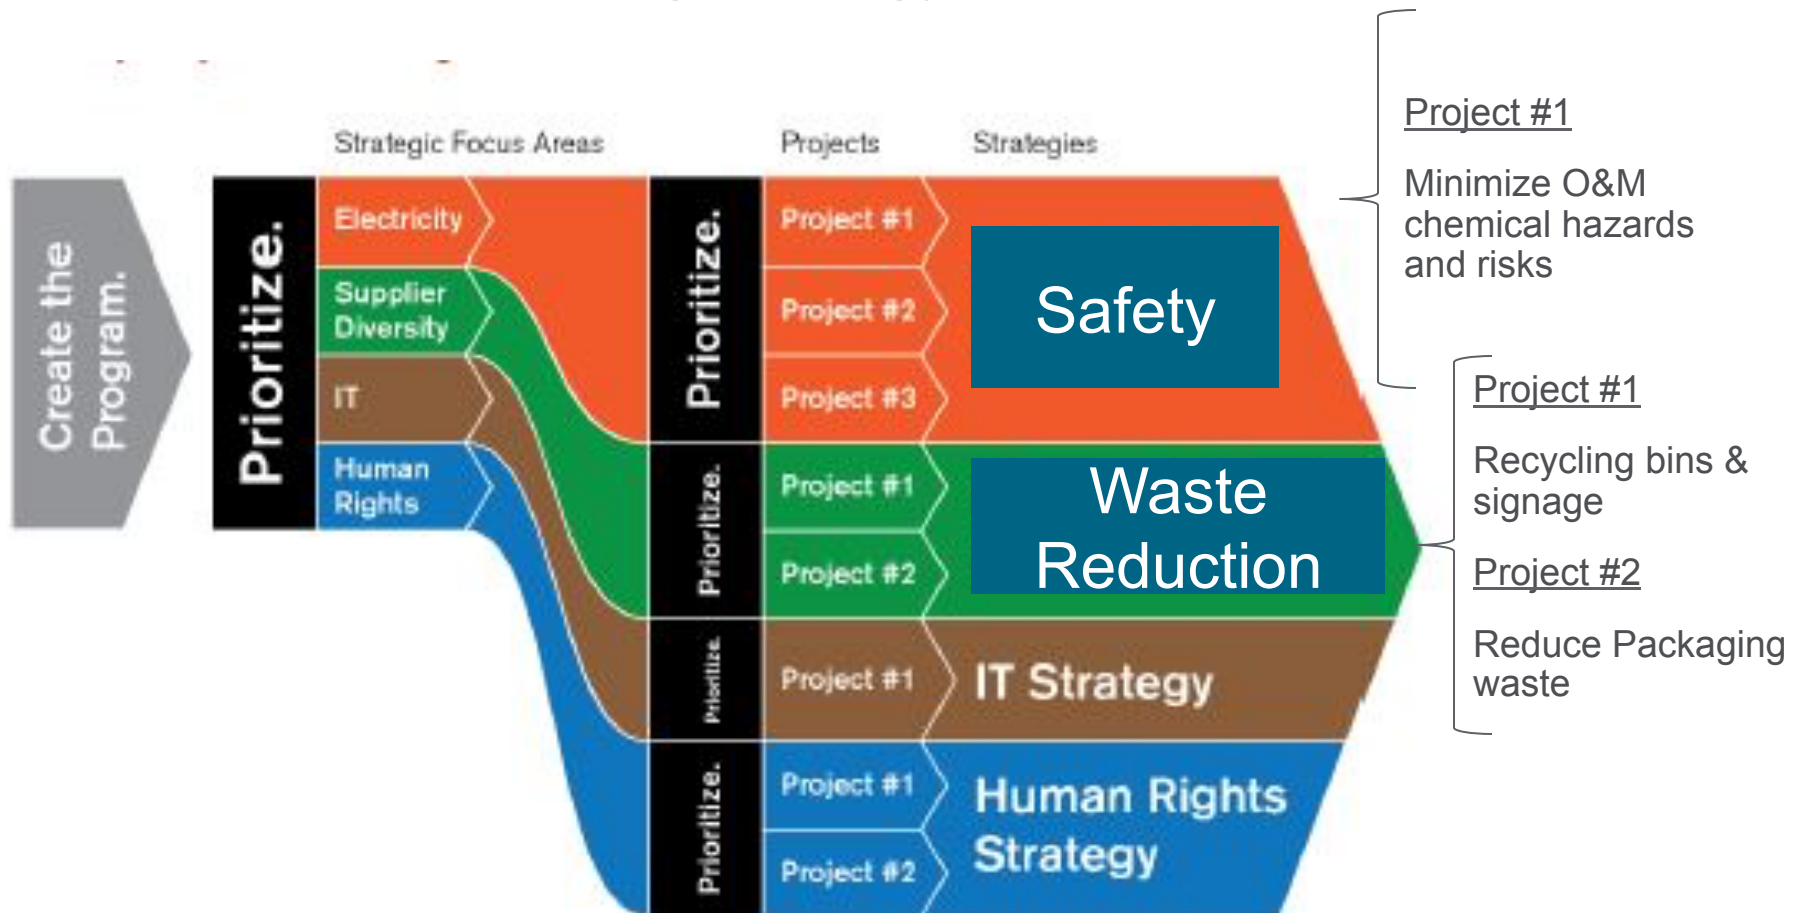 Strategic Focus Areas
Projects
Strategies
Create the
Program.
Prioritize.
Electricity
Supplier
Diversity
IT
Human
Rights
Prioritize.
Project #1
Project #2
Project #3
Safety
Prioritize.
Project #1
Project #2
Waste
Reduction
Prioritize.
Project #1
IT Strategy
Prioritize.
Project #1
Project #2
Human Rights
Strategy
Project #1
Minimize O&M
chemical hazards
and risks
Project #1
Recycling bins &
signage
Project #2
Reduce Packaging
waste